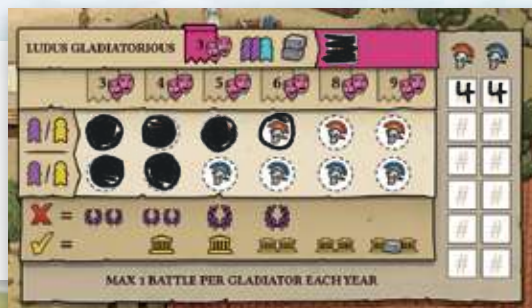 LUDUS GLADIATORIOUS 3
3 4 5 6 8 9
4 4
/
/
X =
✓ =
# #
# #
# #
# #
# #
# #
MAX 1 BATTLE PER GLADIATOR EACH YEAR